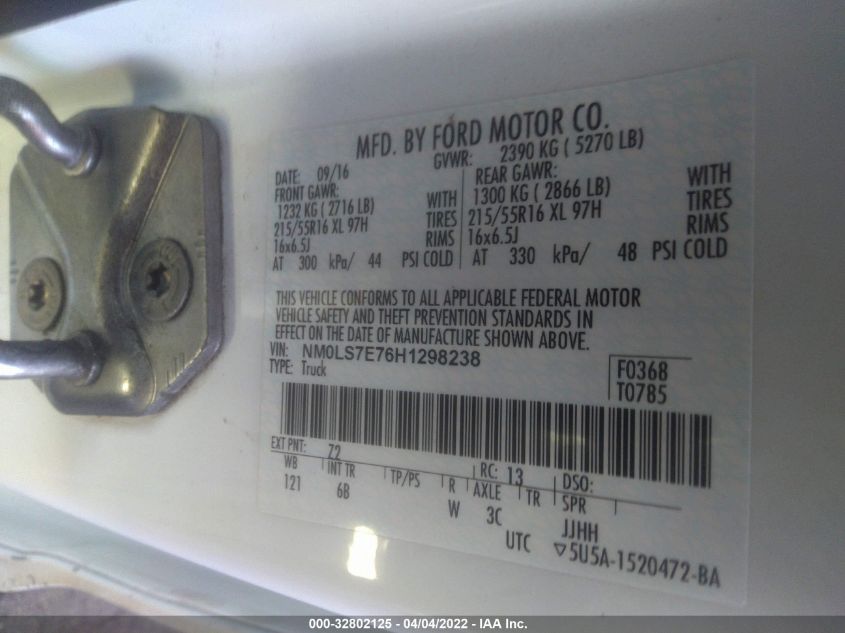 MFD. BY FORD MOTOR CO.
DATE: 09/16 GVWR: 2390 KG ( 5270 LB)
FRONT GAWR: REAR GAWR:
1232 KG ( 2716 LB) WITH 1300 KG ( 2866 LB) WITH
215/55R16 XL 97H TIRES 215/55R16 XL 97H TIRES
16x6.5J RIMS 16x6.5J RIMS
AT 300 kPa/ 44 PSI COLD AT 330 kPa/ 48 PSI COLD
THIS VEHICLE CONFORMS TO ALL APPLICABLE FEDERAL MOTOR
VEHICLE SAFETY AND THEFT PREVENTION STANDARDS IN
EFFECT ON THE DATE OF MANUFACTURE SHOWN ABOVE.
VIN: NM0LS7E76H1298238
TYPE: Truck
F0368
T0785
EXT PNT: Z2 RC: 13 DSO:
WB INT TR TP/PS R AXLE TR SPR
121 6B W 3C JJHH
UTC ▽5U5A-1520472-BA
000-32802125 - 04/04/2022 - IAA Inc.